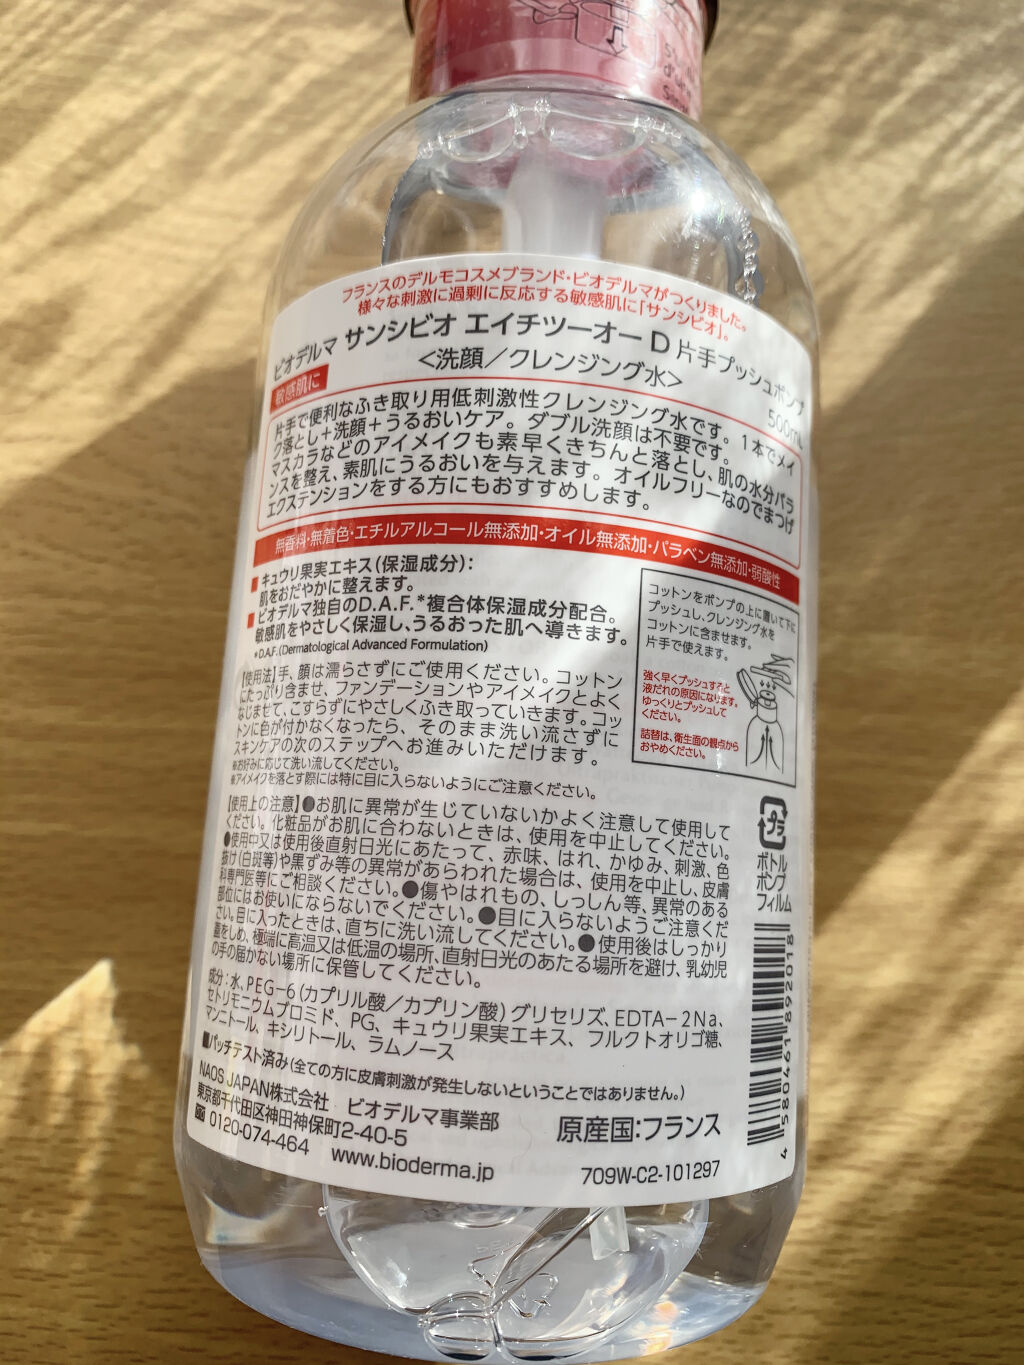 フランスのデルモコスメブランド・ビオデルマがつくりました。
様々な刺激に過剰に反応する敏感肌に「サンシビオ」。
ビオデルマ サンシビオ エイチツーオー D 片手プッシュポンプ
<洗顔／クレンジング水>
500mL
敏感肌に
片手で便利なふき取り用低刺激性クレンジング水です。1本でメイ
ク落とし＋洗顔＋うるおいケア。ダブル洗顔は不要です。
マスカラなどのアイメイクも素早くきちんと落とし、肌の水分バラ
ンスを整え、素肌にうるおいを与えます。オイルフリーなのでまつげ
エクステンションをする方にもおすすめします。
無香料・無着色・エチルアルコール無添加・オイル無添加・パラベン無添加・弱酸性
■キュウリ果実エキス(保湿成分)：
肌をおだやかに整えます。
■ビオデルマ独自のD.A.F.*複合体保湿成分配合。
敏感肌をやさしく保湿し、うるおった肌へ導きます。
*D.A.F.(Dermatological Advanced Formulation)
コットンをポンプの上に置いて下に
プッシュし、クレンジング水を
コットンに含ませます。
片手で使えます。
強く早くプッシュすると
液だれの原因になります。
ゆっくりとプッシュして
ください。
詰替は、衛生面の観点から
おやめください。
【使用法】手、顔は濡らさずにご使用ください。コットン
にたっぷり含ませ、ファンデーションやアイメイクとよく
なじませて、こすらずにやさしくふき取っていきます。コッ
トンに色が付かなくなったら、そのまま洗い流さずに
スキンケアの次のステップへお進みいただけます。
※お好みに応じて洗い流してください。
※アイメイクを落とす際には特に目に入らないようにご注意ください。
【使用上の注意】●お肌に異常が生じていないかよく注意して使用して
ください。化粧品がお肌に合わないときは、使用を中止してください。
●使用中又は使用後直射日光にあたって、赤味、はれ、かゆみ、刺激、色
抜け(白斑等)や黒ずみ等の異常があらわれた場合は、使用を中止し、皮膚
科専門医等にご相談ください。●傷やはれもの、しっしん等、異常のある
部位にはお使いにならないでください。●目に入らないようご注意くだ
さい。目に入ったときは、直ちに洗い流してください。●使用後はしっかり
蓋をしめ、極端に高温又は低温の場所、直射日光のあたる場所を避け、乳幼児
の手の届かない場所に保管してください。
プラ
ボトル
ポンプ
フィルム
成分：水、PEG－6（カプリル酸／カプリン酸）グリセリズ、EDTA－2Na、
セトリモニウムブロミド、PG、キュウリ果実エキス、フルクトオリゴ糖、
マンニトール、キシリトール、ラムノース
■パッチテスト済み(全ての方に皮膚刺激が発生しないということではありません。)
NAOS JAPAN株式会社 ビオデルマ事業部
東京都千代田区神田神保町2-40-5
0120-074-464
www.bioderma.jp
原産国：フランス
709W-C2-101297
4 580461 892018